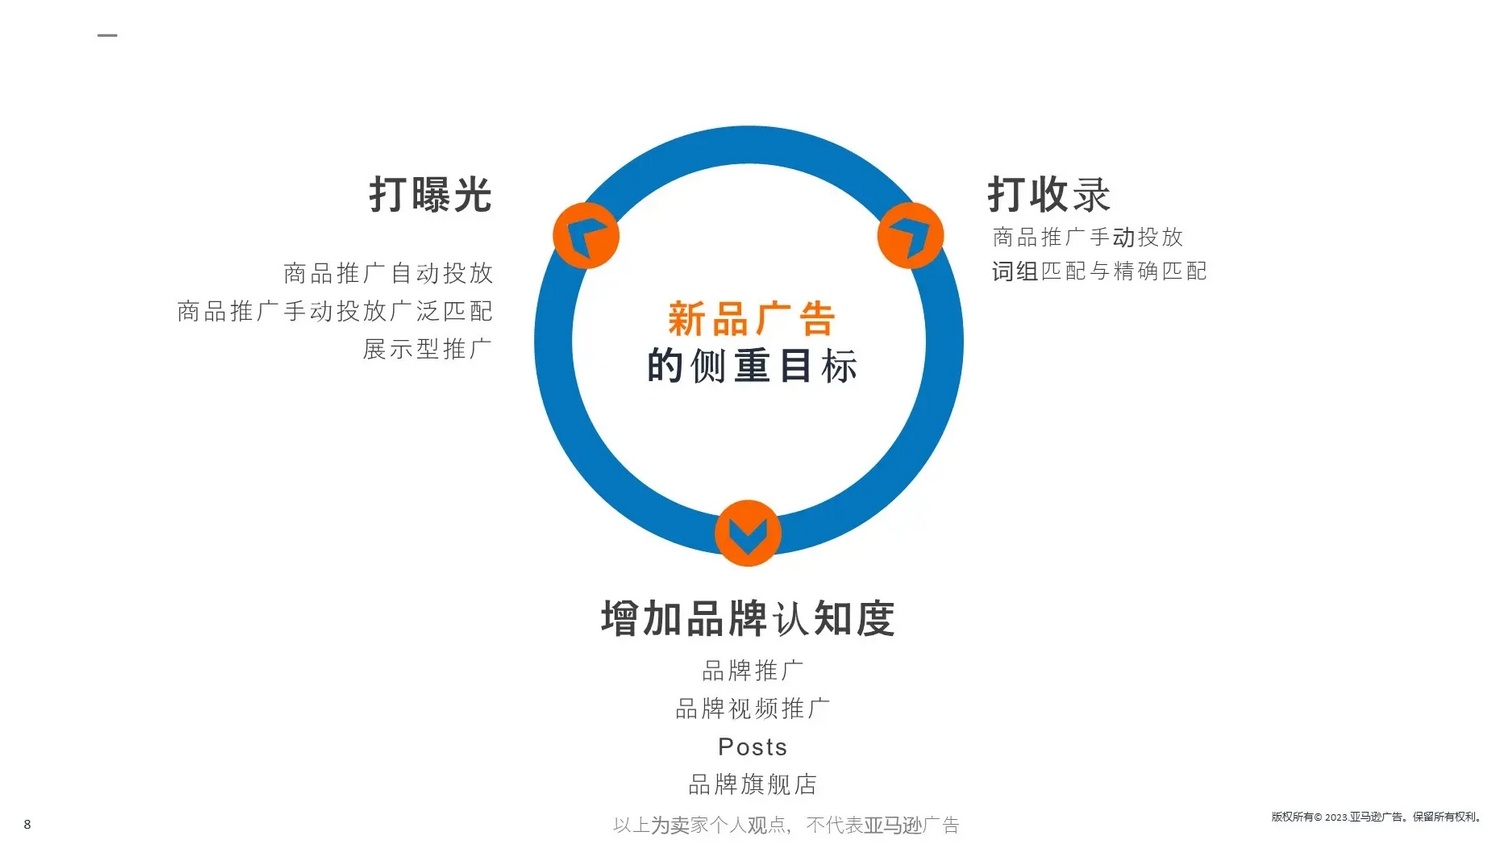 打曝光
商品推广自动投放
商品推广手动投放广泛匹配
展示型推广
打收录
商品推广手动投放
词组匹配与精确匹配
新品广告
的侧重目标
增加品牌认知度
品牌推广
品牌视频推广
Posts
品牌旗舰店
以上为卖家个人观点，不代表亚马逊广告
8
版权所有© 2023.亚马逊广告。保留所有权利。